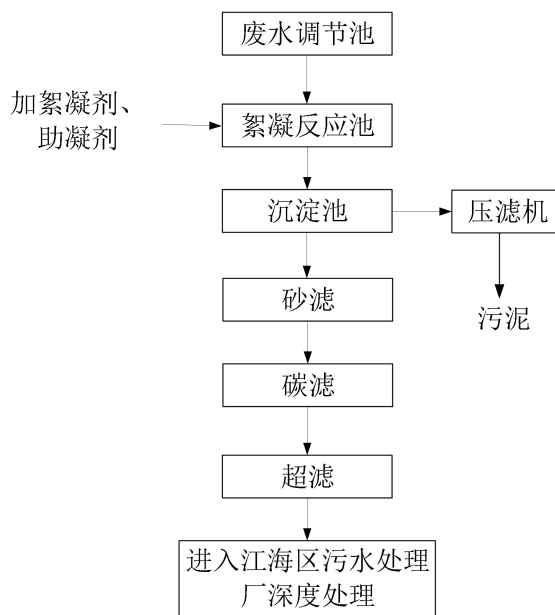 废水调节池
加絮凝剂、
助凝剂
絮凝反应池
沉淀池
压滤机
污泥
砂滤
碳滤
超滤
进入江海区污水处理
厂深度处理